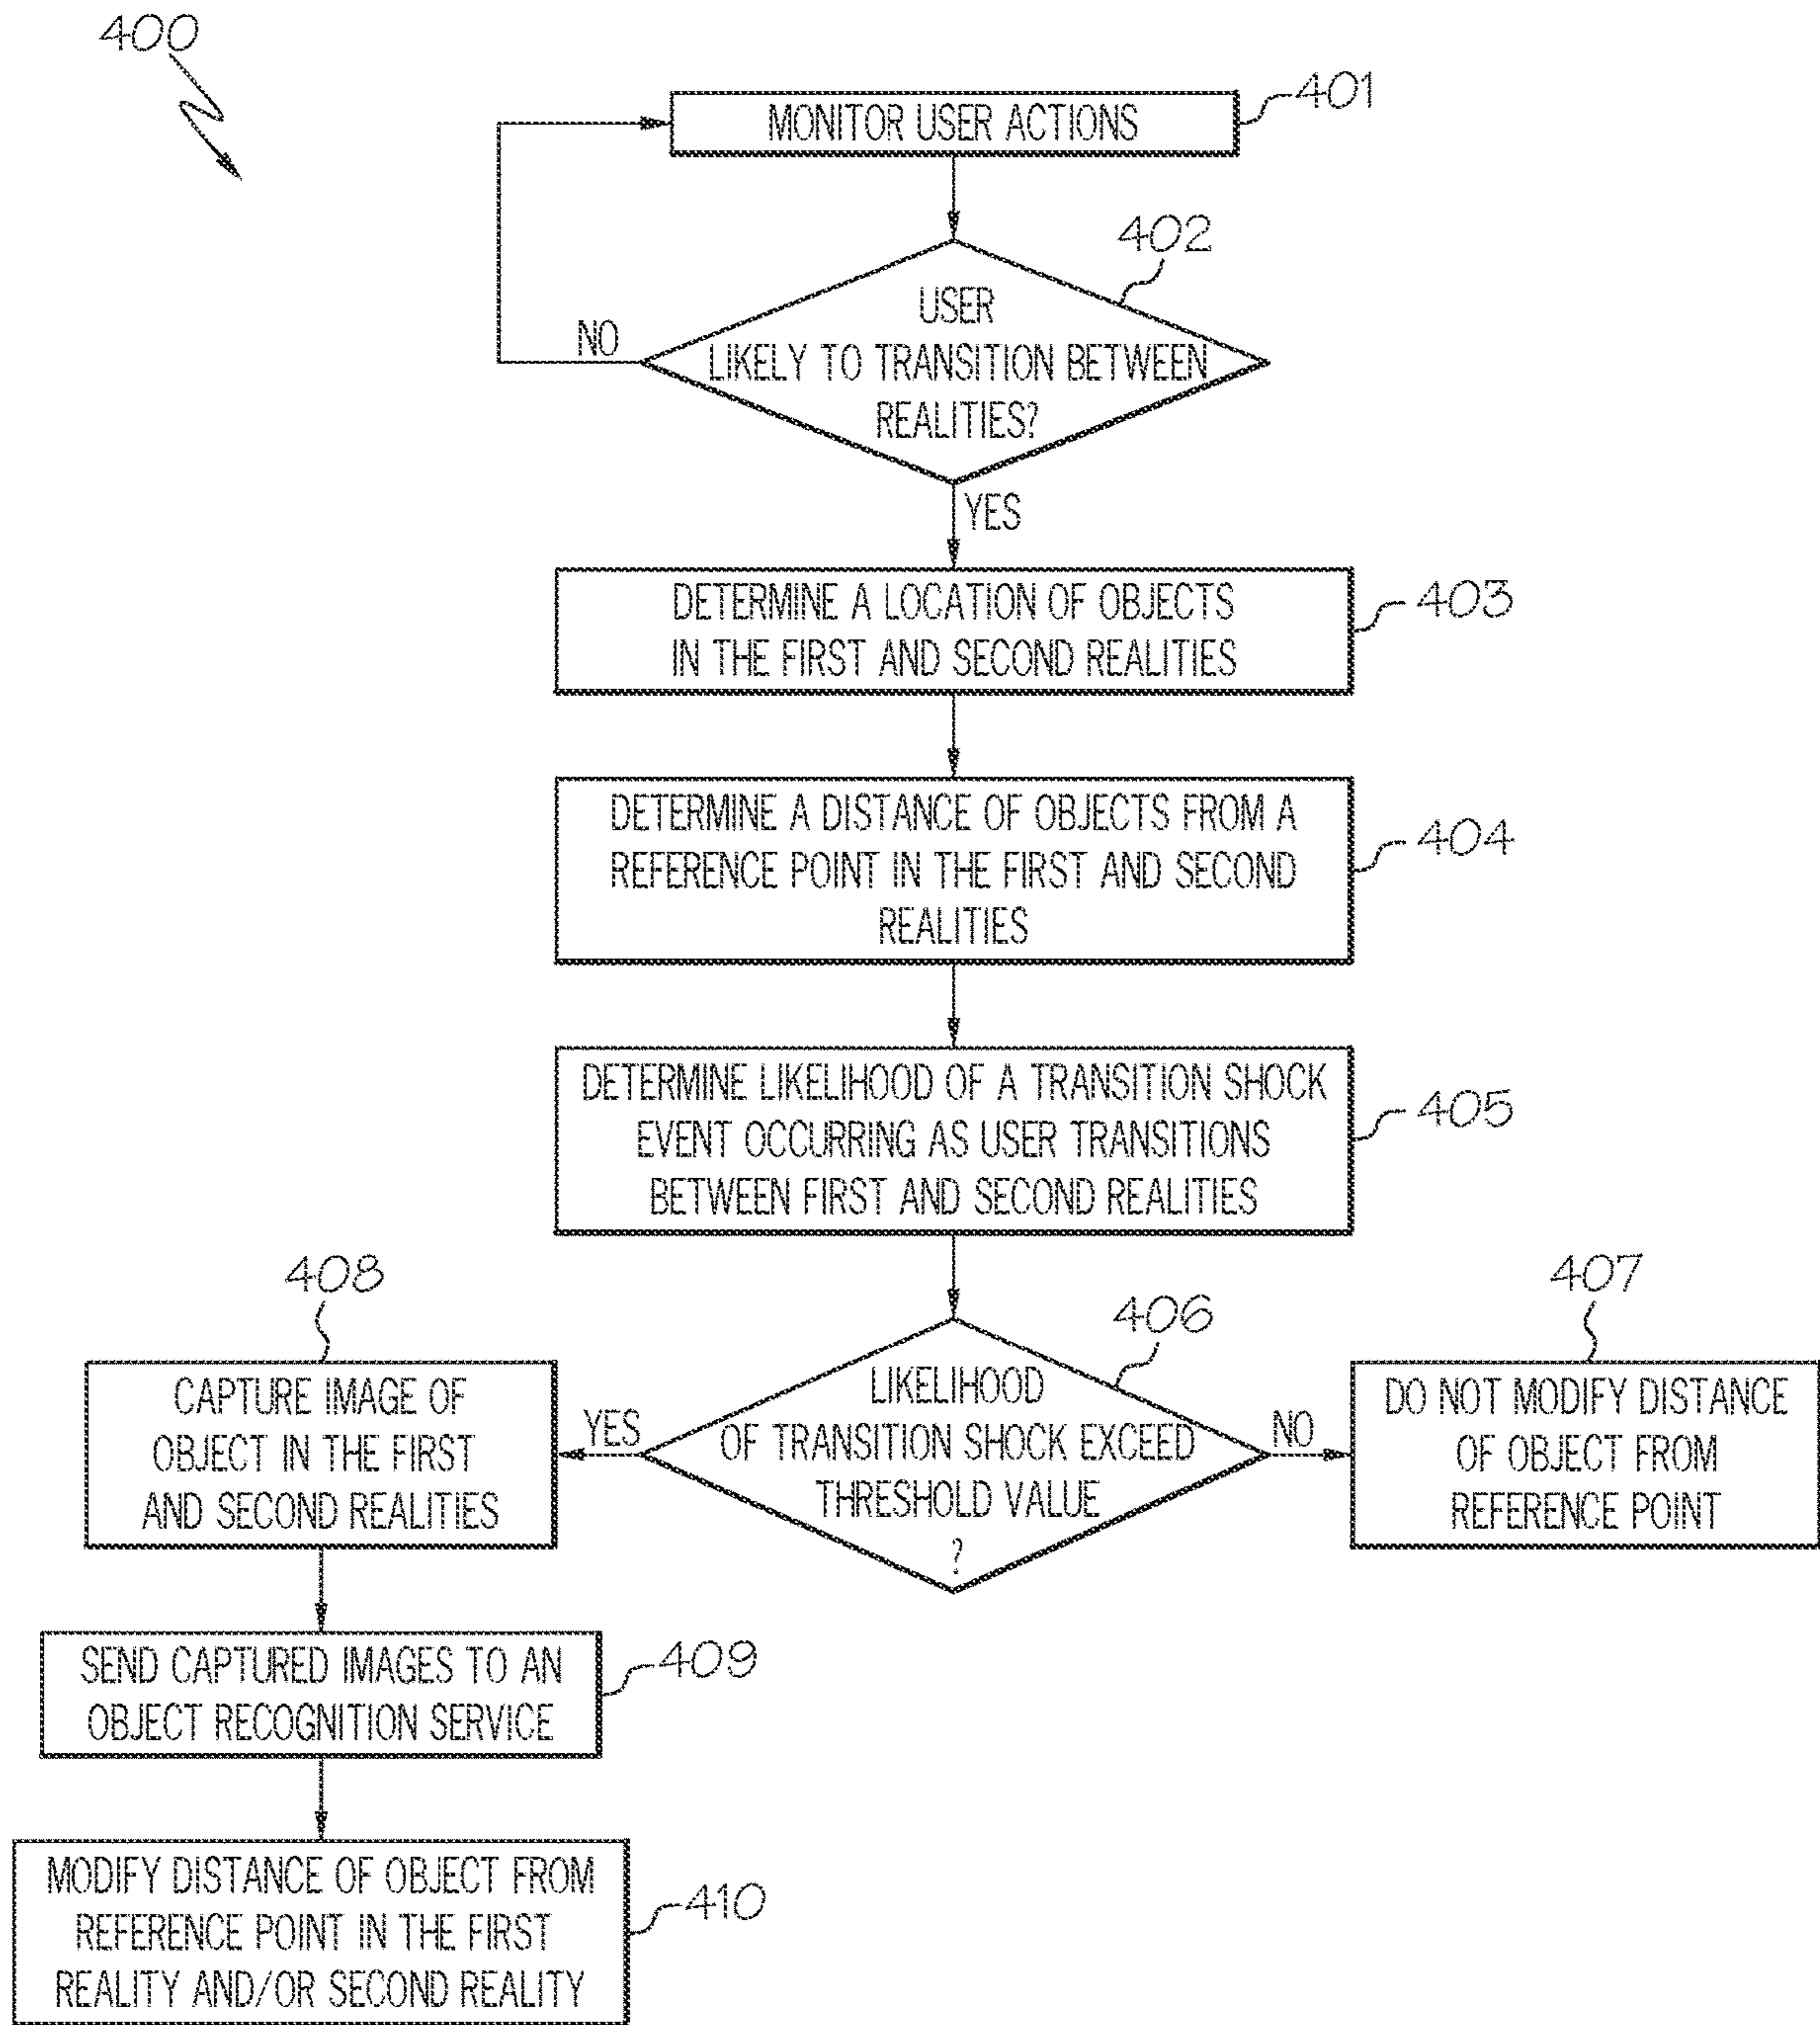 400
MONITOR USER ACTIONS
401
402
USER
LIKELY TO TRANSITION BETWEEN
REALITIES?
NO
YES
DETERMINE A LOCATION OF OBJECTS
IN THE FIRST AND SECOND REALITIES
403
DETERMINE A DISTANCE OF OBJECTS FROM A
REFERENCE POINT IN THE FIRST AND SECOND
REALITIES
404
DETERMINE LIKELIHOOD OF A TRANSITION SHOCK
EVENT OCCURRING AS USER TRANSITIONS
BETWEEN FIRST AND SECOND REALITIES
405
406
LIKELIHOOD
OF TRANSITION SHOCK EXCEED
THRESHOLD VALUE
?
NO
407
DO NOT MODIFY DISTANCE
OF OBJECT FROM
REFERENCE POINT
YES
408
CAPTURE IMAGE OF
OBJECT IN THE FIRST
AND SECOND REALITIES
SEND CAPTURED IMAGES TO AN
OBJECT RECOGNITION SERVICE
409
MODIFY DISTANCE OF OBJECT FROM
REFERENCE POINT IN THE FIRST
REALITY AND/OR SECOND REALITY
410